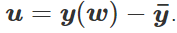 u = y(w) − ȳ.